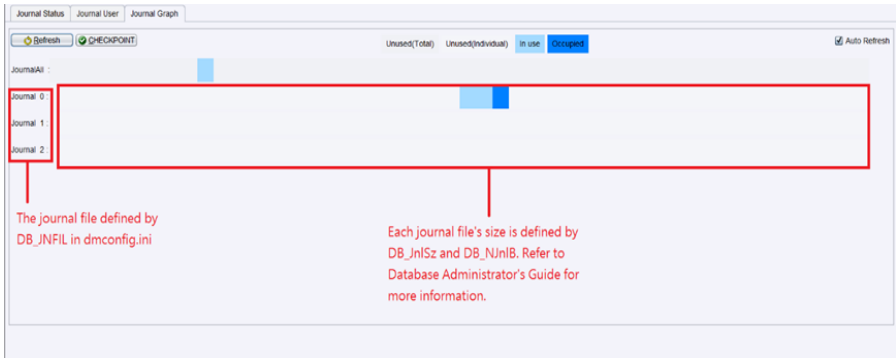 Journal Status Journal User Journal Graph
Refresh CHECKPOINT Unused(Total) Unused(Individual) In use Occupied Auto Refresh
JournalAll :
Journal 0 :
Journal 1 :
Journal 2 :
The journal file defined by
DB_JNFIL in dmconfig.ini
Each journal file's size is defined by
DB_JnlSz and DB_NJnlB. Refer to
Database Administrator's Guide for
more information.